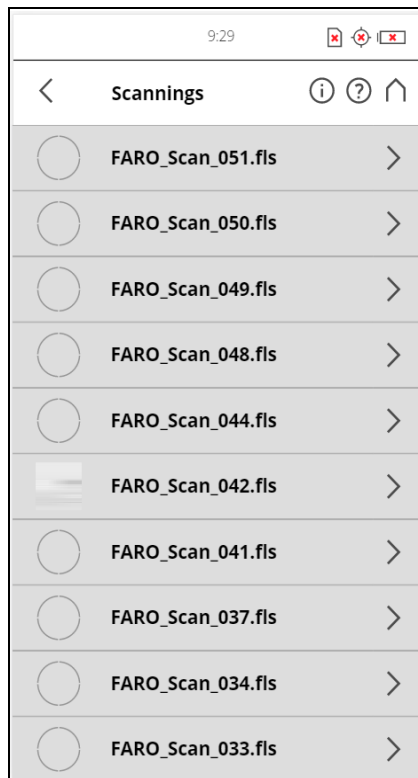 9:29
Scannings
FARO_Scan_051.fls
FARO_Scan_050.fls
FARO_Scan_049.fls
FARO_Scan_048.fls
FARO_Scan_044.fls
FARO_Scan_042.fls
FARO_Scan_041.fls
FARO_Scan_037.fls
FARO_Scan_034.fls
FARO_Scan_033.fls